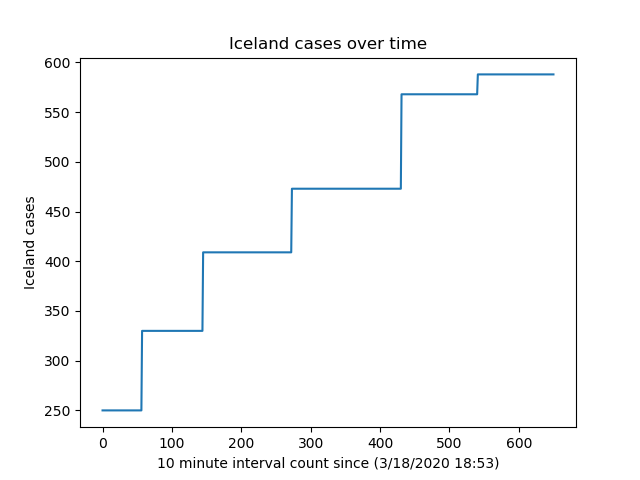 Iceland cases over time
600
550
500
450
400
350
300
250
Iceland cases
0 100 200 300 400 500 600
10 minute interval count since (3/18/2020 18:53)